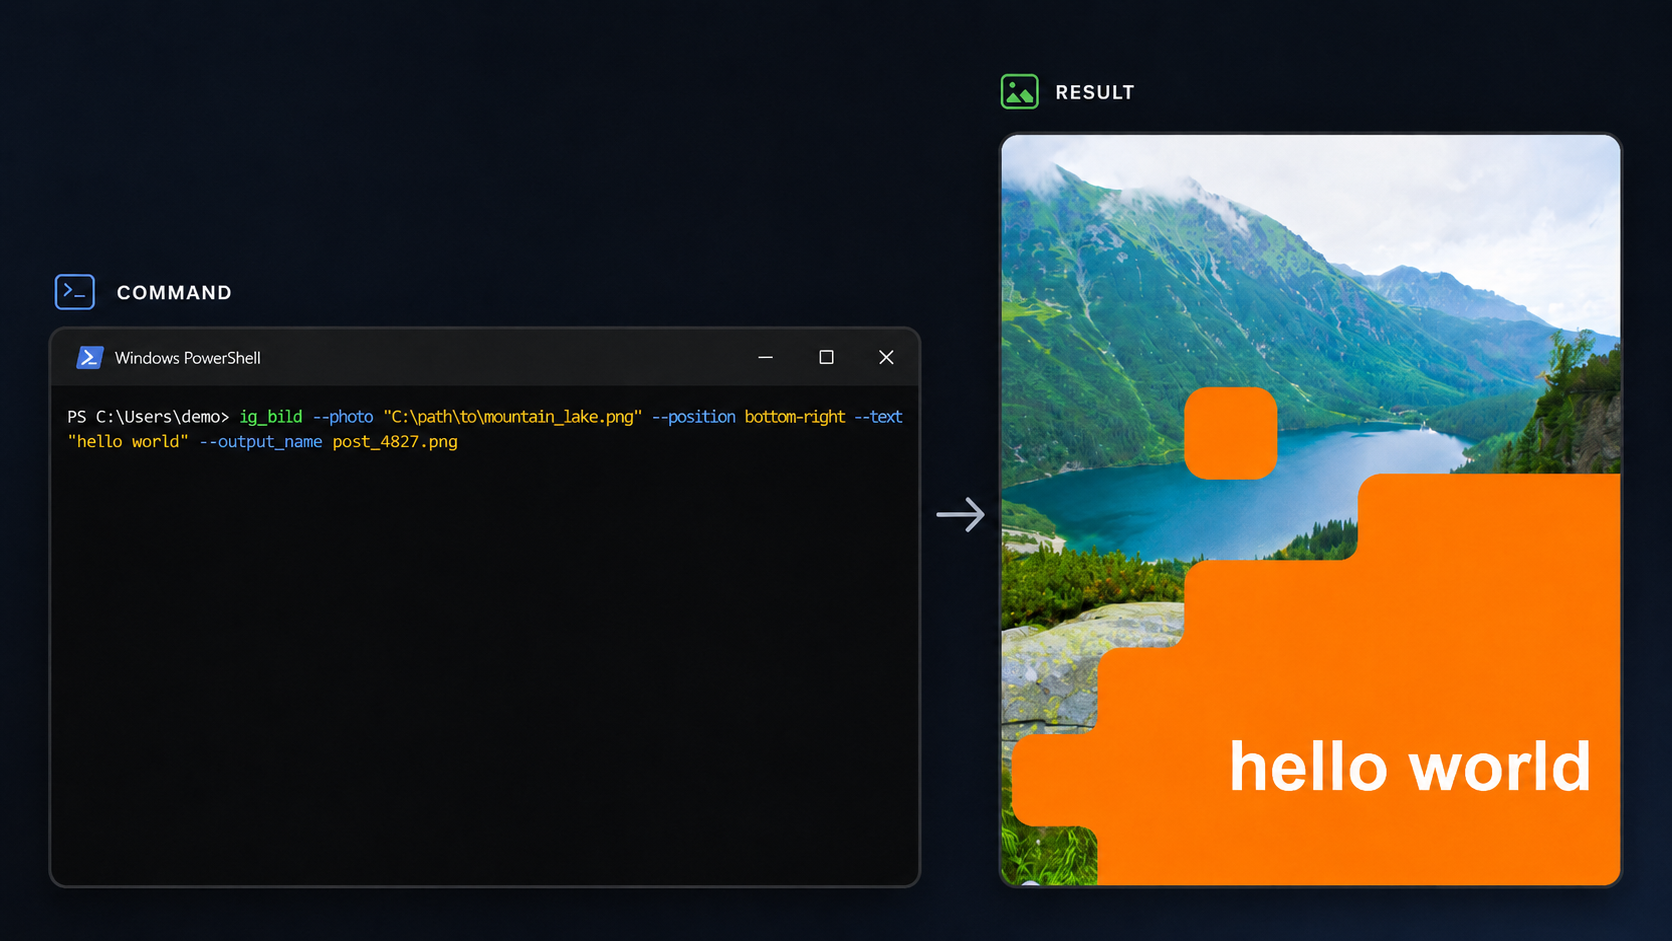 COMMAND
Windows PowerShell
PS C:\Users\demo> ig_bild --photo "C:\path\to\mountain_lake.png" --position bottom-right --text
"hello world" --output_name post_4827.png
RESULT
hello world